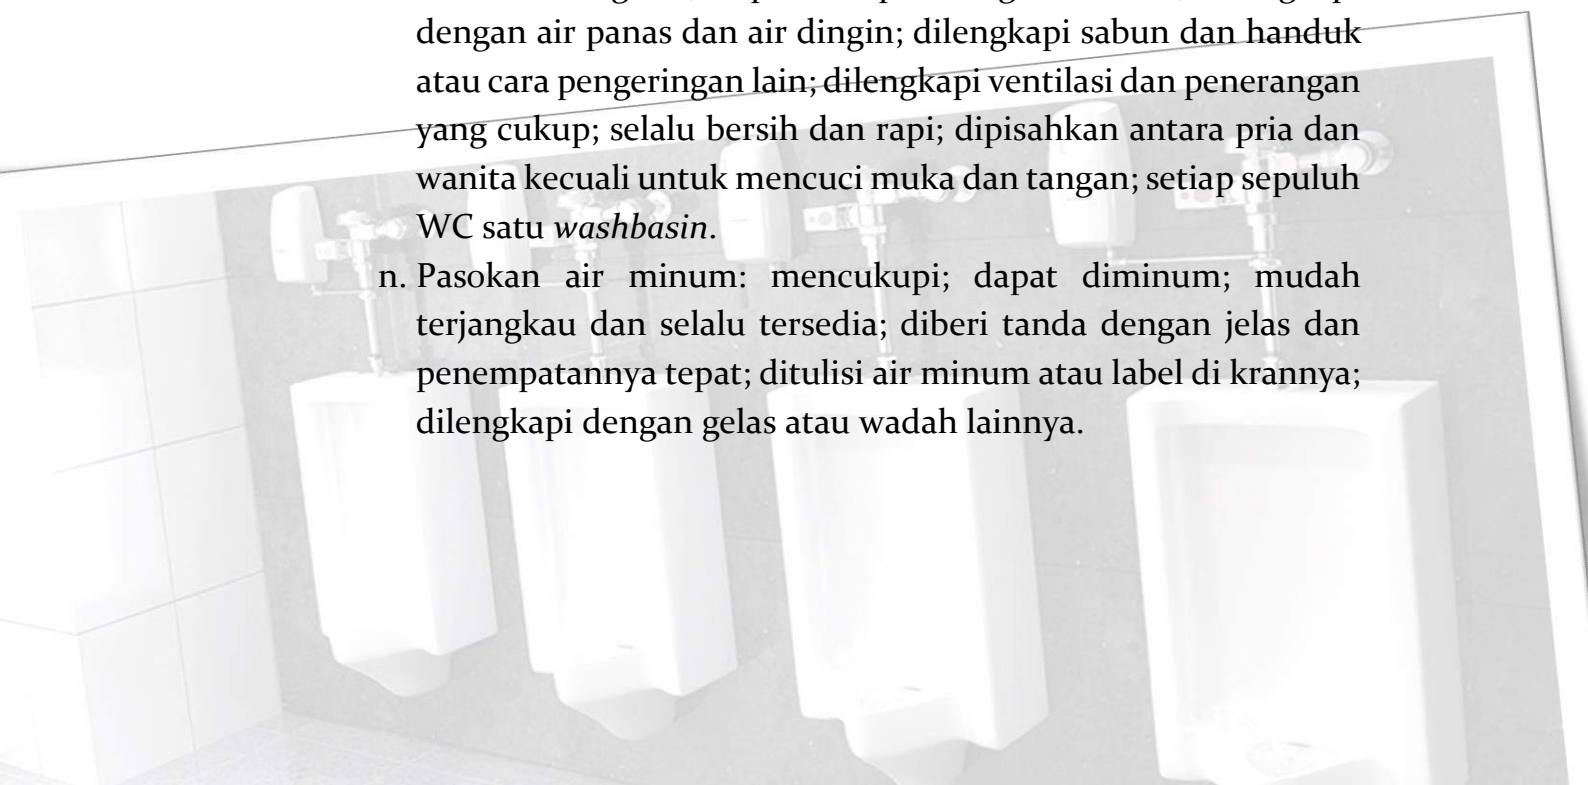 dengan air panas dan air dingin; dilengkapi sabun dan handuk
atau cara pengeringan lain; dilengkapi ventilasi dan penerangan
yang cukup; selalu bersih dan rapi; dipisahkan antara pria dan
wanita kecuali untuk mencuci muka dan tangan; setiap sepuluh
WC satu washbasin.
n. Pasokan air minum: mencukupi; dapat diminum; mudah
terjangkau dan selalu tersedia; diberi tanda dengan jelas dan
penempatannya tepat; ditulisi air minum atau label di krannya;
dilengkapi dengan gelas atau wadah lainnya.